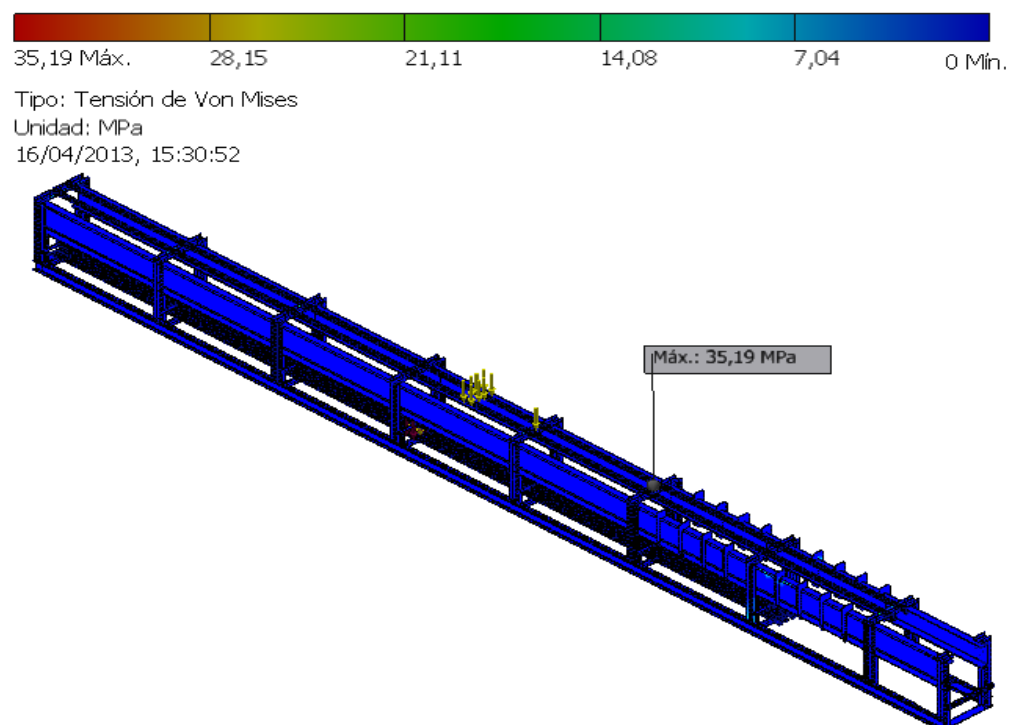 35,19 Máx. 28,15 21,11 14,08 7,04 0 Mín.
Tipo: Tensión de Von Mises
Unidad: MPa
16/04/2013, 15:30:52
Máx.: 35,19 MPa